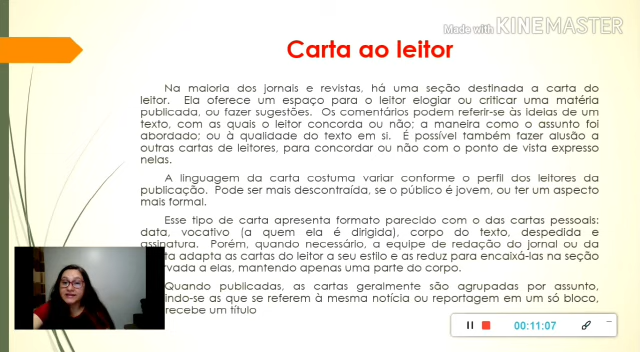 Made with KINEMASTER
Carta ao leitor
Na maioria dos jornais e revistas, há uma seção destinada a carta do
leitor. Ela oferece um espaço para o leitor elogiar ou criticar uma matéria
publicada, ou fazer sugestões. Os comentários podem referir-se às ideias de um
texto, com as quais o leitor concorda ou não; a maneira como o assunto foi
abordado; ou à qualidade do texto em si. É possível também fazer alusão a
outras cartas de leitores, para concordar ou não com o ponto de vista expresso
nelas.
A linguagem da carta costuma variar conforme o perfil dos leitores da
publicação. Pode ser mais descontraída, se o público é jovem, ou ter um aspecto
mais formal.
Esse tipo de carta apresenta formato parecido com o das cartas pessoais:
data, vocativo (a quem ela é dirigida), corpo do texto, despedida e
assinatura. Porém, quando necessário, a equipe de redação do jornal ou da
ta adapta as cartas do leitor a seu estilo e as reduz para encaixá-las na seção
rvada a elas, mantendo apenas uma parte do corpo.
Quando publicadas, as cartas geralmente são agrupadas por assunto,
indo-se as que se referem à mesma notícia ou reportagem em um só bloco,
recebe um título
00:11:07